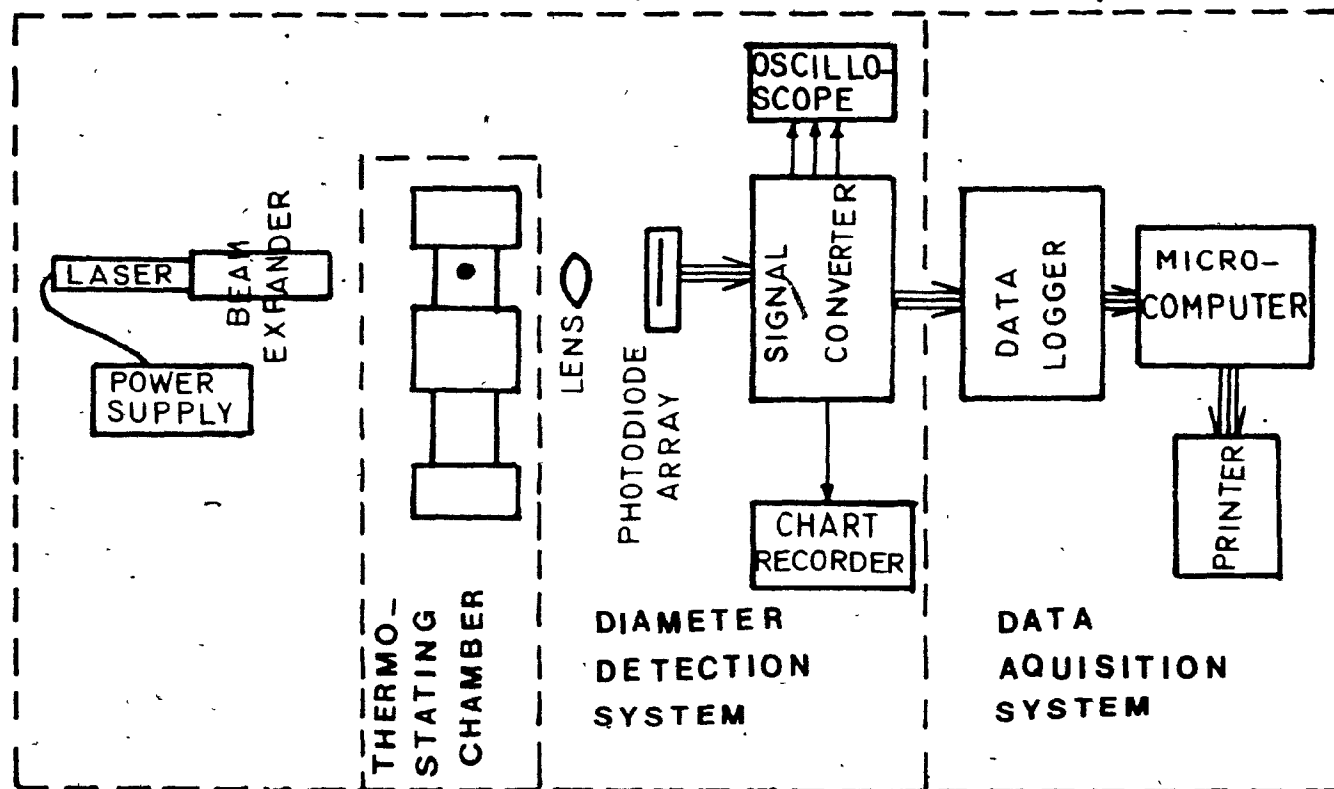 OSCILLO-
SCOPE
LASER
BEAM
EXPANDER
POWER
SUPPLY
LENS
PHOTODIODE
ARRAY
SIGNAL
CONVERTER
CHART
RECORDER
DATA
LOGGER
MICRO-
COMPUTER
PRINTER
THERMO-
STATING
CHAMBER
DIAMETER
DETECTION
SYSTEM
DATA
AQUISITION
SYSTEM